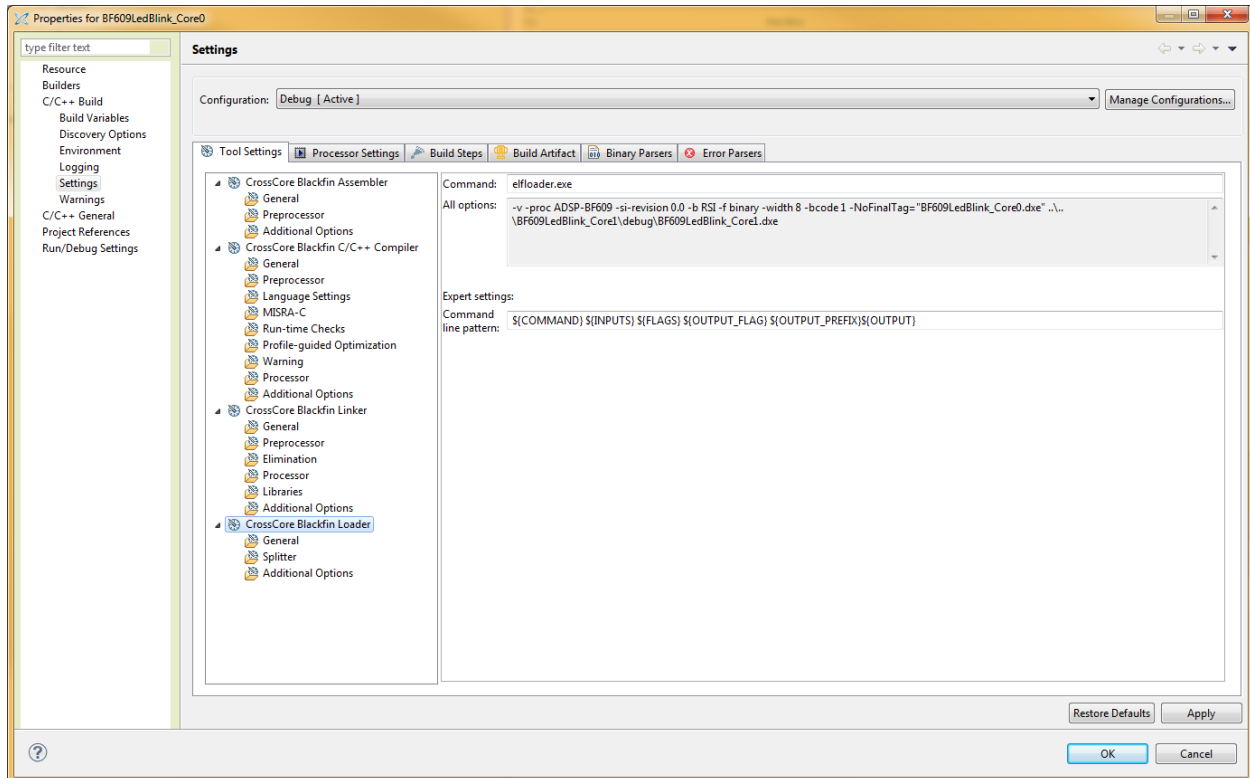 Properties for BF609LedBlink_Core0
type filter text
Resource
Builders
C/C++ Build
Build Variables
Discovery Options
Environment
Logging
Settings
Warnings
C/C++ General
Project References
Run/Debug Settings
Settings
Configuration: Debug [ Active ]
Manage Configurations...
Tool Settings Processor Settings Build Steps Build Artifact Binary Parsers Error Parsers
CrossCore Blackfin Assembler
General
Preprocessor
Additional Options
CrossCore Blackfin C/C++ Compiler
General
Preprocessor
Language Settings
MISRA-C
Run-time Checks
Profile-guided Optimization
Warning
Processor
Additional Options
CrossCore Blackfin Linker
General
Preprocessor
Elimination
Processor
Libraries
Additional Options
CrossCore Blackfin Loader
General
Splitter
Additional Options
Command: elfloader.exe
All options: -v -proc ADSP-BF609 -si-revision 0.0 -b RSI -f binary -width 8 -bcode 1 -NoFinalTag="BF609LedBlink_Core0.dxe" ..\..
\BF609LedBlink_Core1\debug\BF609LedBlink_Core1.dxe
Expert settings:
Command
line pattern: ${COMMAND} ${INPUTS} ${FLAGS} ${OUTPUT_FLAG} ${OUTPUT_PREFIX}${OUTPUT}
Restore Defaults Apply
OK Cancel